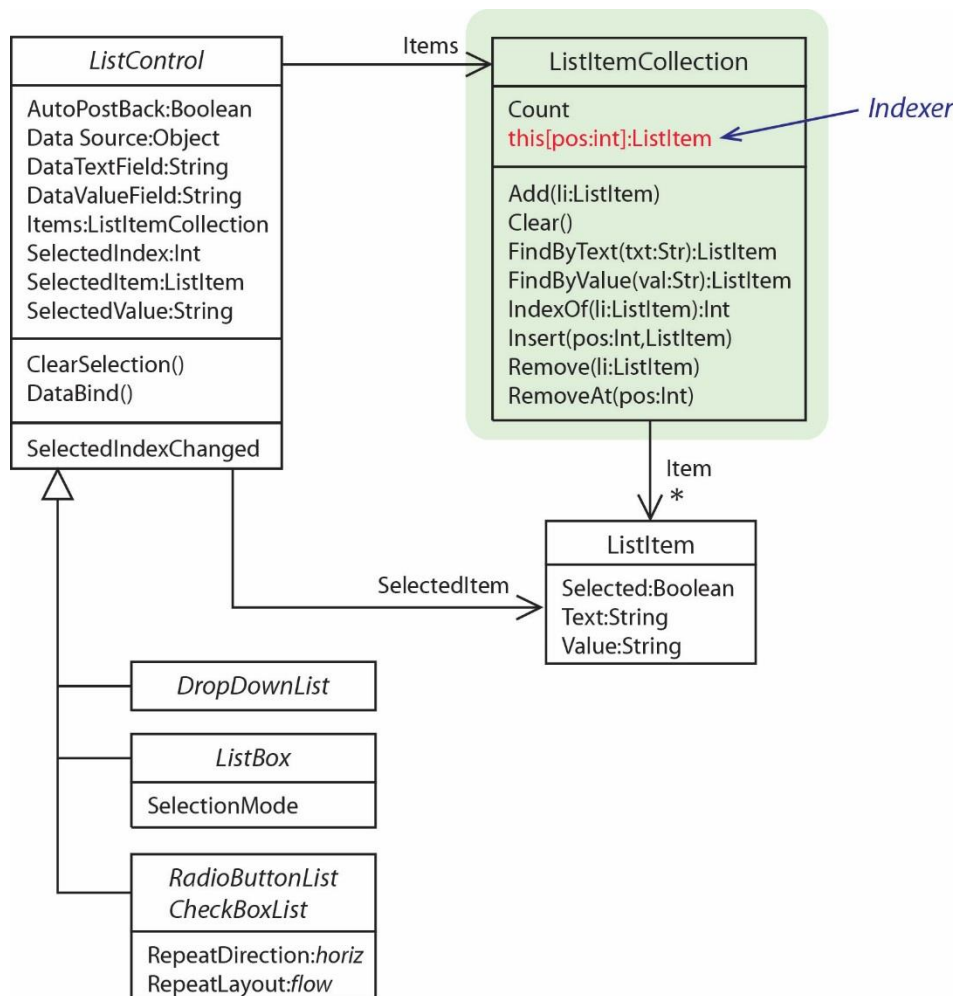 ListControl
AutoPostBack:Boolean
Data Source:Object
DataTextField:String
DataValueField:String
Items:ListItemCollection
SelectedIndex:Int
SelectedItem:ListItem
SelectedValue:String
ClearSelection()
DataBind()
SelectedIndexChanged
Items
ListItemCollection
Count
this[pos:int]:ListItem
Indexer
Add(li:ListItem)
Clear()
FindByText(txt:Str):ListItem
FindByValue(val:Str):ListItem
IndexOf(li:ListItem):Int
Insert(pos:Int,ListItem)
Remove(li:ListItem)
RemoveAt(pos:Int)
Item
*
ListItem
Selected:Boolean
Text:String
Value:String
SelectedItem
DropDownList
ListBox
SelectionMode
RadioButtonList
CheckBoxList
RepeatDirection:horiz
RepeatLayout:flow